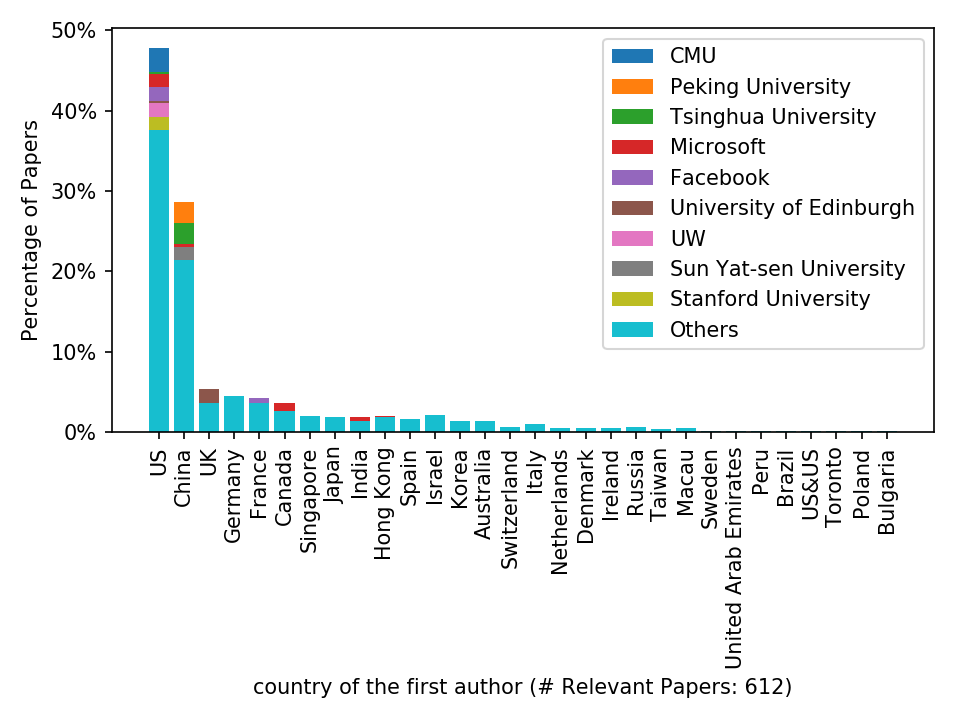 50%
40%
30%
20%
10%
0%
Percentage of Papers
CMU
Peking University
Tsinghua University
Microsoft
Facebook
University of Edinburgh
UW
Sun Yat-sen University
Stanford University
Others
US
China
UK
Germany
France
Canada
Singapore
Japan
India
Hong Kong
Spain
Israel
Korea
Australia
Switzerland
Italy
Netherlands
Denmark
Ireland
Russia
Taiwan
Macau
Sweden
United Arab Emirates
Peru
Brazil
US&US
Toronto
Poland
Bulgaria
country of the first author (# Relevant Papers: 612)